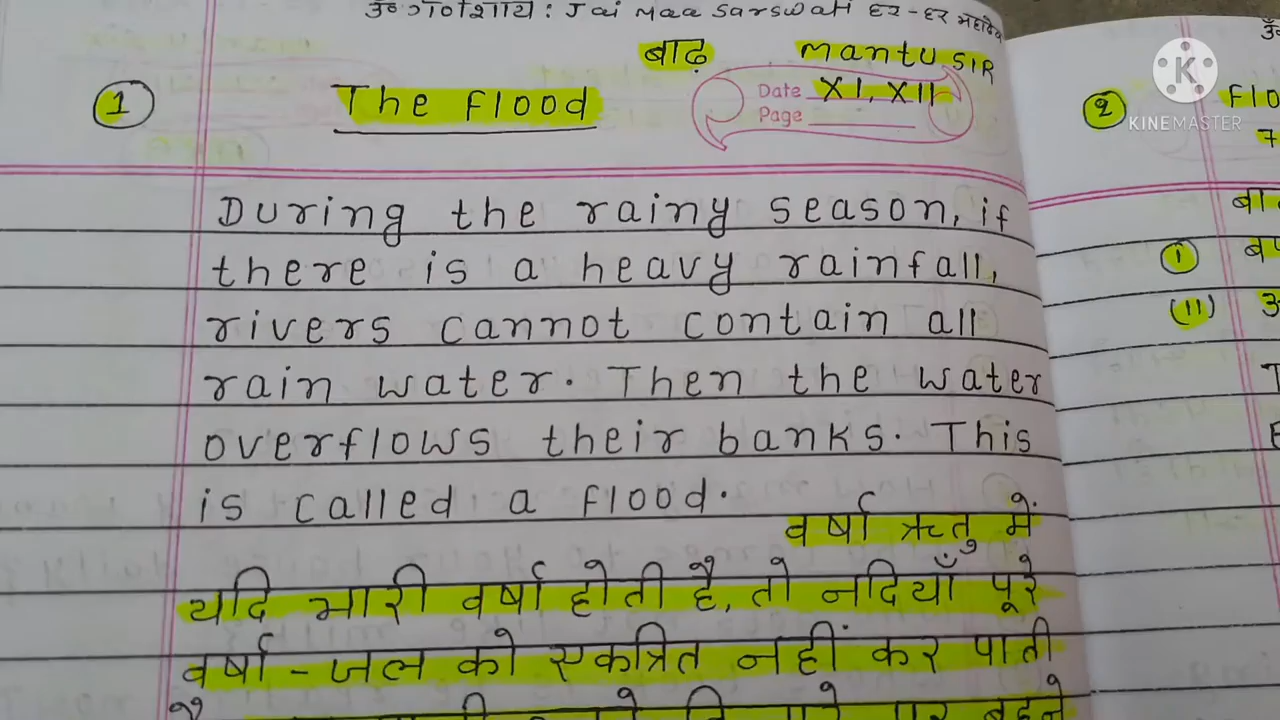 ॐ गणेशाय : Jai Maa Sarswati हर-हर महादेव
बाढ़ Mantu SIR
1 The Flood
Date XI, XII
Page
During the rainy season, if
there is a heavy rainfall,
rivers cannot contain all
rain water. Then the water
overflows their banks. This
is called a flood.
वर्षा ऋतु में
यदि भारी वर्षा होती है, तो नदियाँ पूरे
वर्षा-जल को एकत्रित नहीं कर पाती
2 Flo
(i)
(II)
KINEMASTER